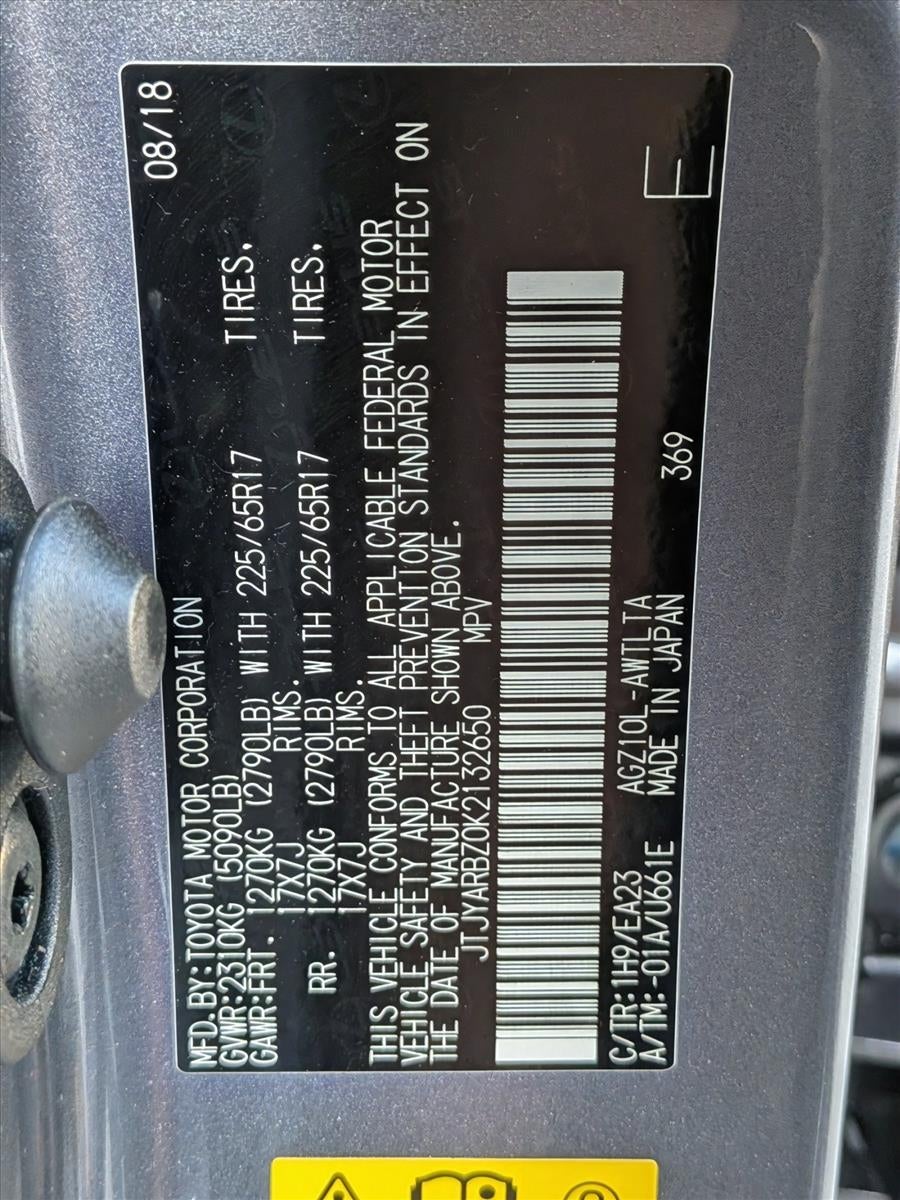 MFD.BY:TOYOTA MOTOR CORPORATION 08/18
GVWR:2310KG (5090LB)
GAWR:FRT. 1270KG (2790LB) WITH 225/65R17 TIRES,
17X7J RIMS.
RR. 1270KG (2790LB) WITH 225/65R17 TIRES,
17X7J RIMS.
THIS VEHICLE CONFORMS TO ALL APPLICABLE FEDERAL MOTOR
VEHICLE SAFETY AND THEFT PREVENTION STANDARDS IN EFFECT ON
THE DATE OF MANUFACTURE SHOWN ABOVE.
JTJYARBZ0K2132650 MPV
C/TR:1H9/EA23 AGZ10L-AWTLTA
A/TM:-01A/U661E MADE IN JAPAN 369 E